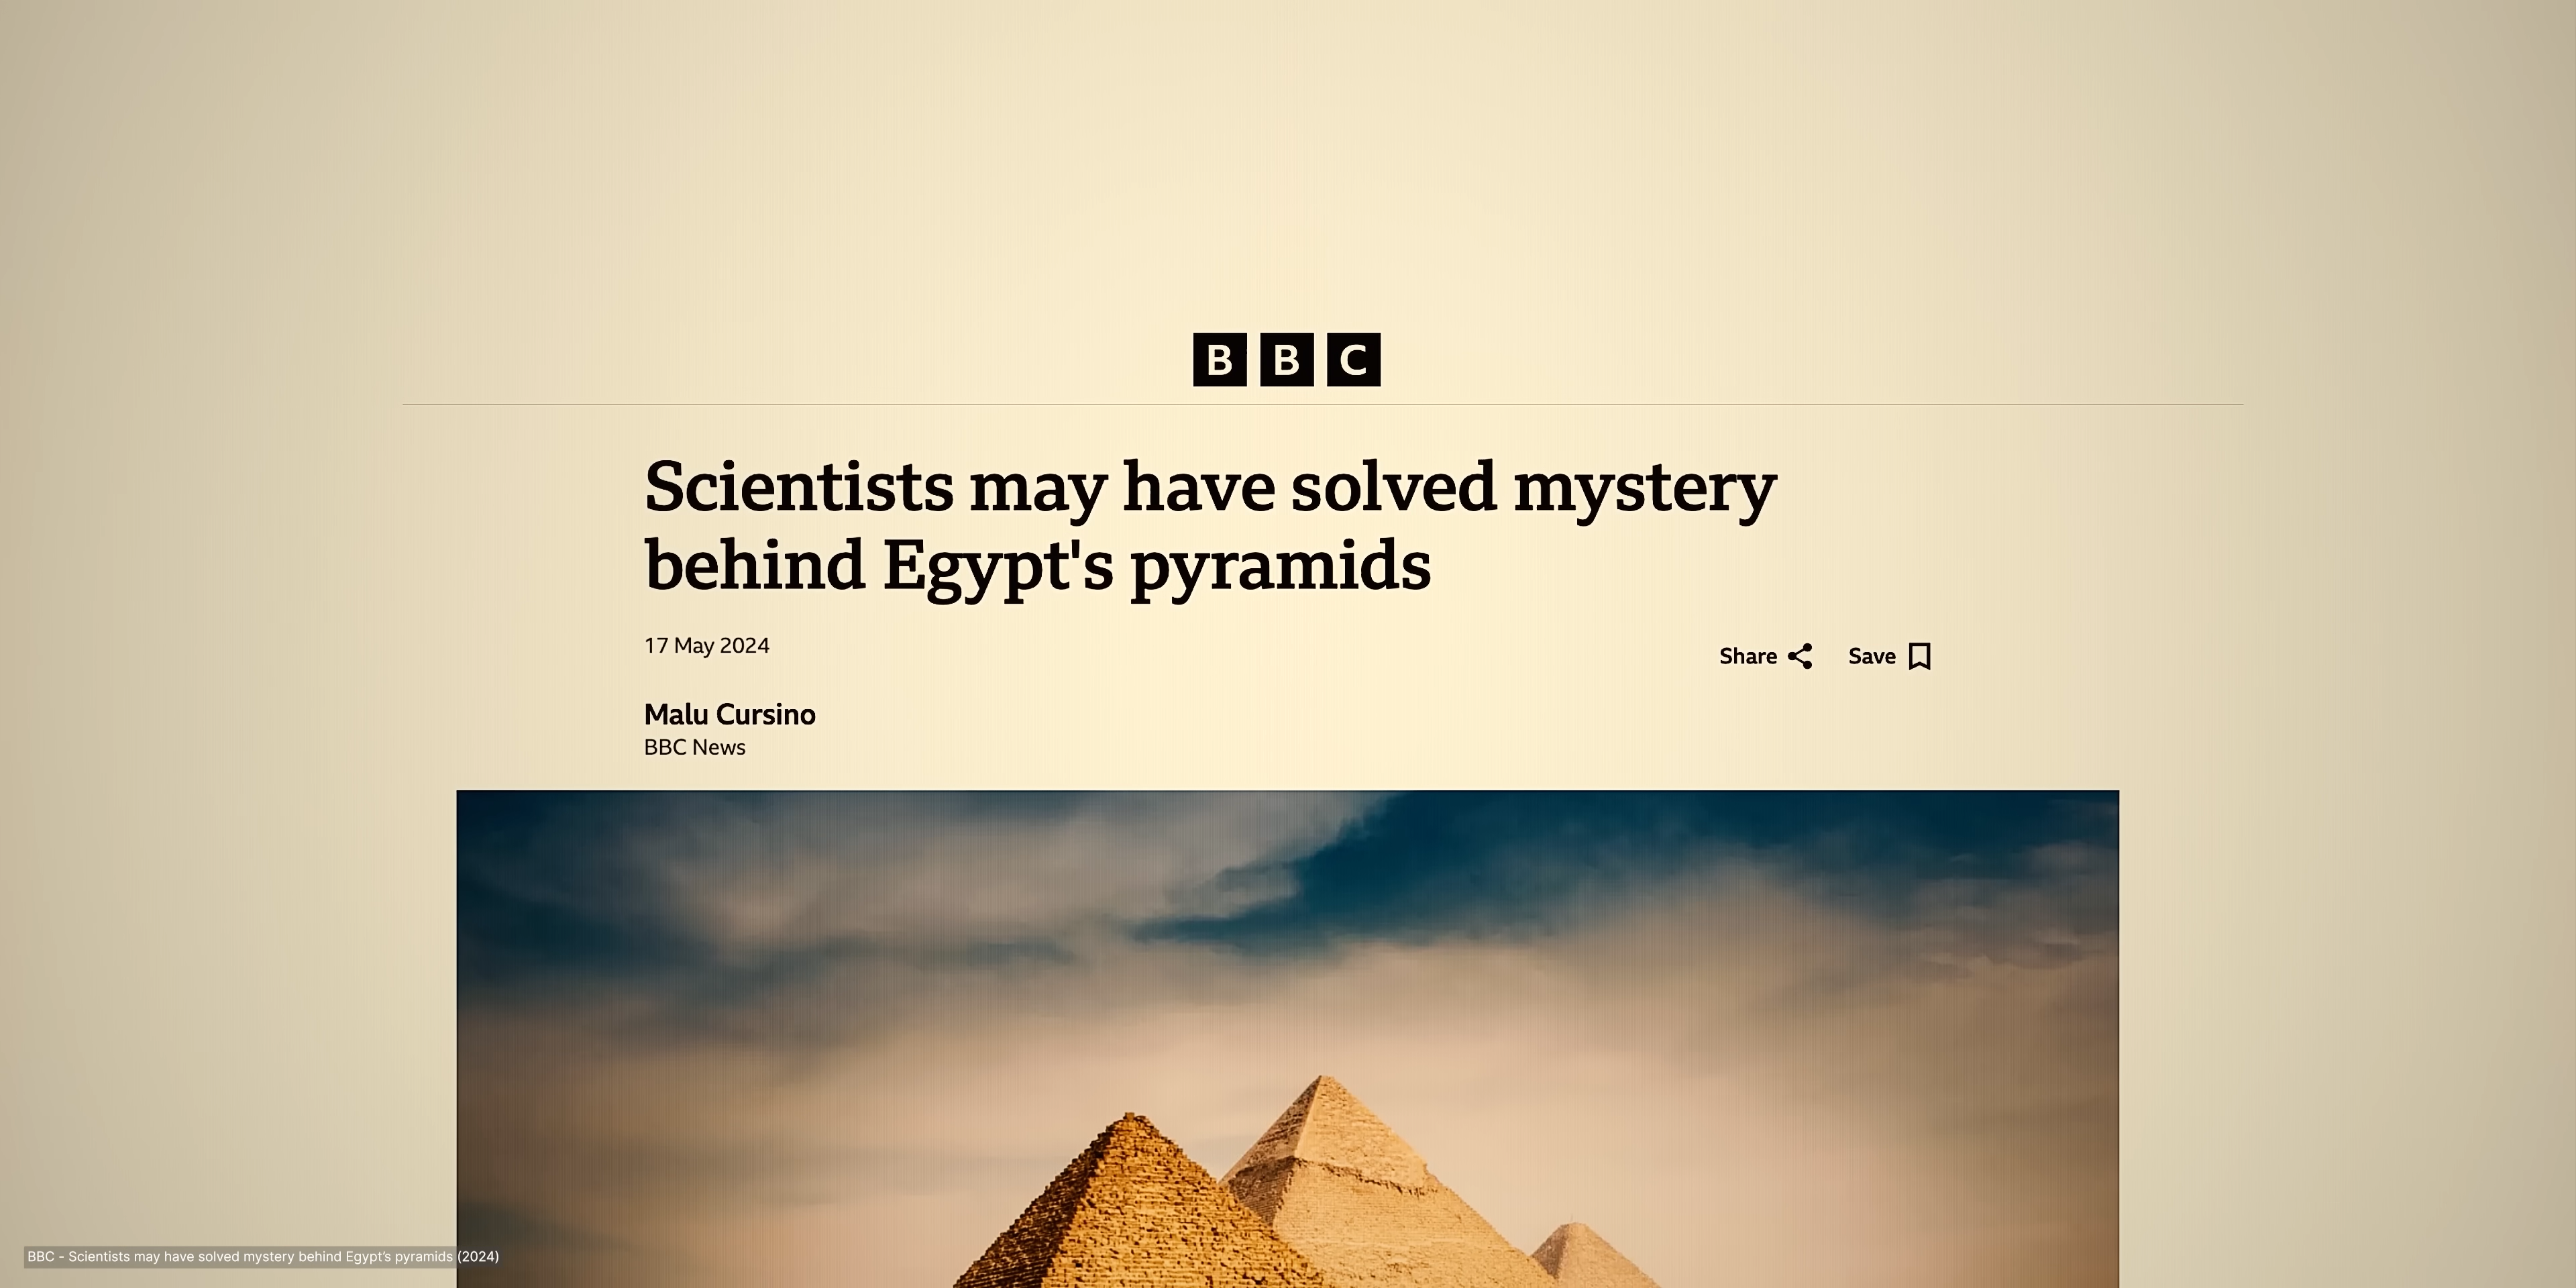 BBC
Scientists may have solved mystery
behind Egypt's pyramids
17 May 2024
Share
Save
Malu Cursino
BBC News
BBC - Scientists may have solved mystery behind Egypt’s pyramids (2024)